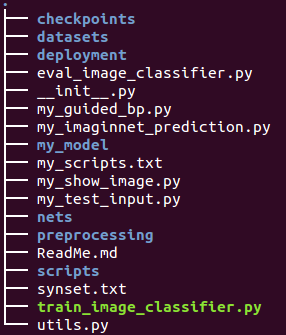 .
├── checkpoints
├── datasets
├── deployment
├── eval_image_classifier.py
├── __init__.py
├── my_guided_bp.py
├── my_imaginnet_prediction.py
├── my_model
├── my_scripts.txt
├── my_show_image.py
├── my_test_input.py
├── nets
├── preprocessing
├── ReadMe.md
├── scripts
├── synset.txt
├── train_image_classifier.py
└── utils.py